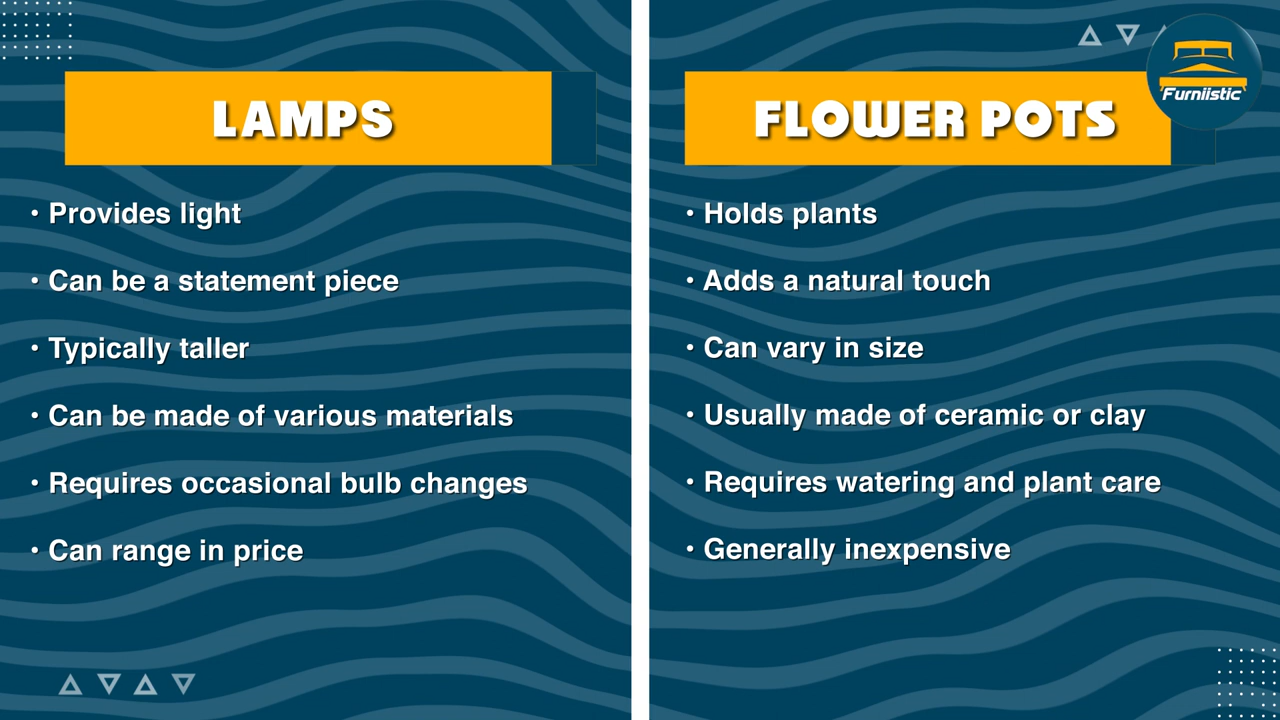 LAMPS
• Provides light
• Can be a statement piece
• Typically taller
• Can be made of various materials
• Requires occasional bulb changes
• Can range in price
FLOWER POTS
Furniistic
• Holds plants
• Adds a natural touch
• Can vary in size
• Usually made of ceramic or clay
• Requires watering and plant care
• Generally inexpensive